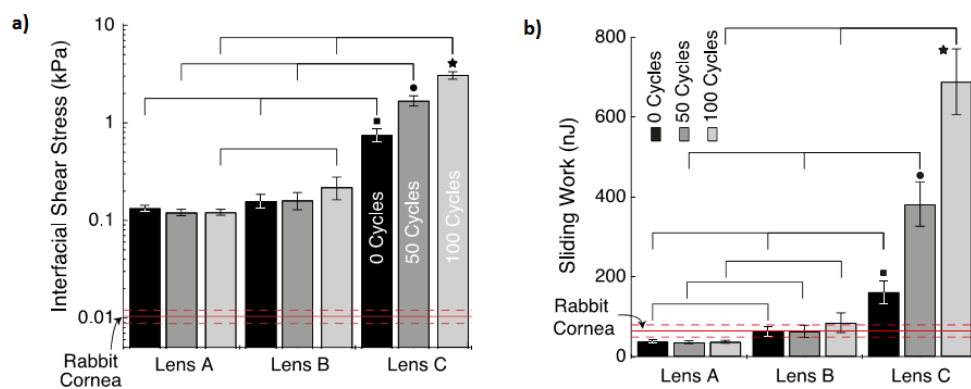 a)
Interfacial Shear Stress (kPa)
10
1
1
0.1
0.01
0 Cycles
50 Cycles
100 Cycles
Rabbit
Cornea
Lens A
Lens B
Lens C
b)
Sliding Work (nJ)
800
600
400
200
0
0 Cycles
50 Cycles
100 Cycles
Rabbit
Cornea
Lens A
Lens B
Lens C